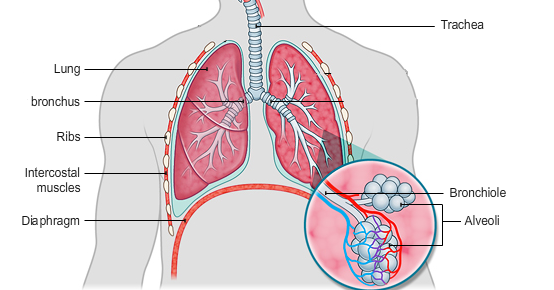 Trachea
Lung
bronchus
Ribs
Intercostal
muscles
Diaphragm
Bronchiole
Alveoli